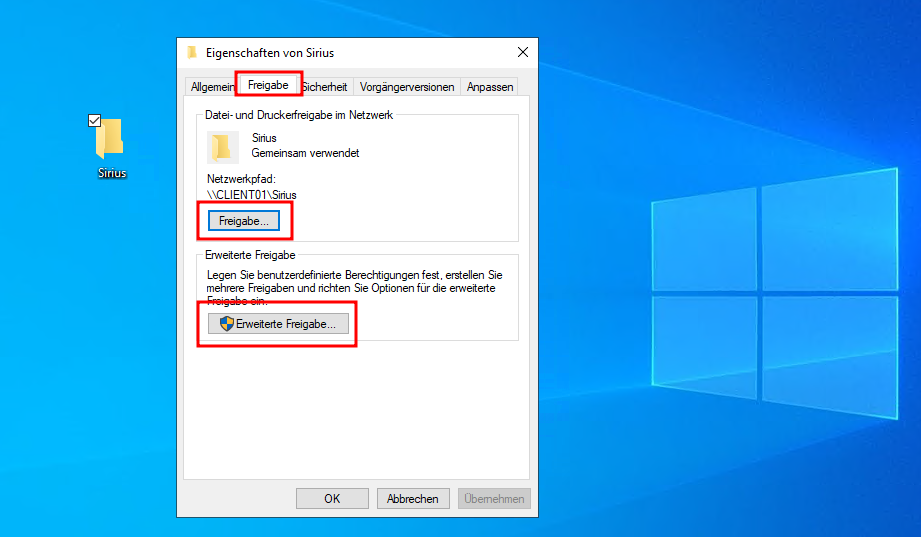 Eigenschaften von Sirius
Allgemein Freigabe Sicherheit Vorgängerversionen Anpassen
Datei- und Druckerfreigabe im Netzwerk
Sirius
Gemeinsam verwendet
Netzwerkpfad:
\\CLIENT01\Sirius
Freigabe...
Erweiterte Freigabe
Legen Sie benutzerdefinierte Berechtigungen fest, erstellen Sie
mehrere Freigaben und richten Sie Optionen für die erweiterte
Freigabe ein.
Erweiterte Freigabe...
OK Abbrechen Übernehmen
Sirius